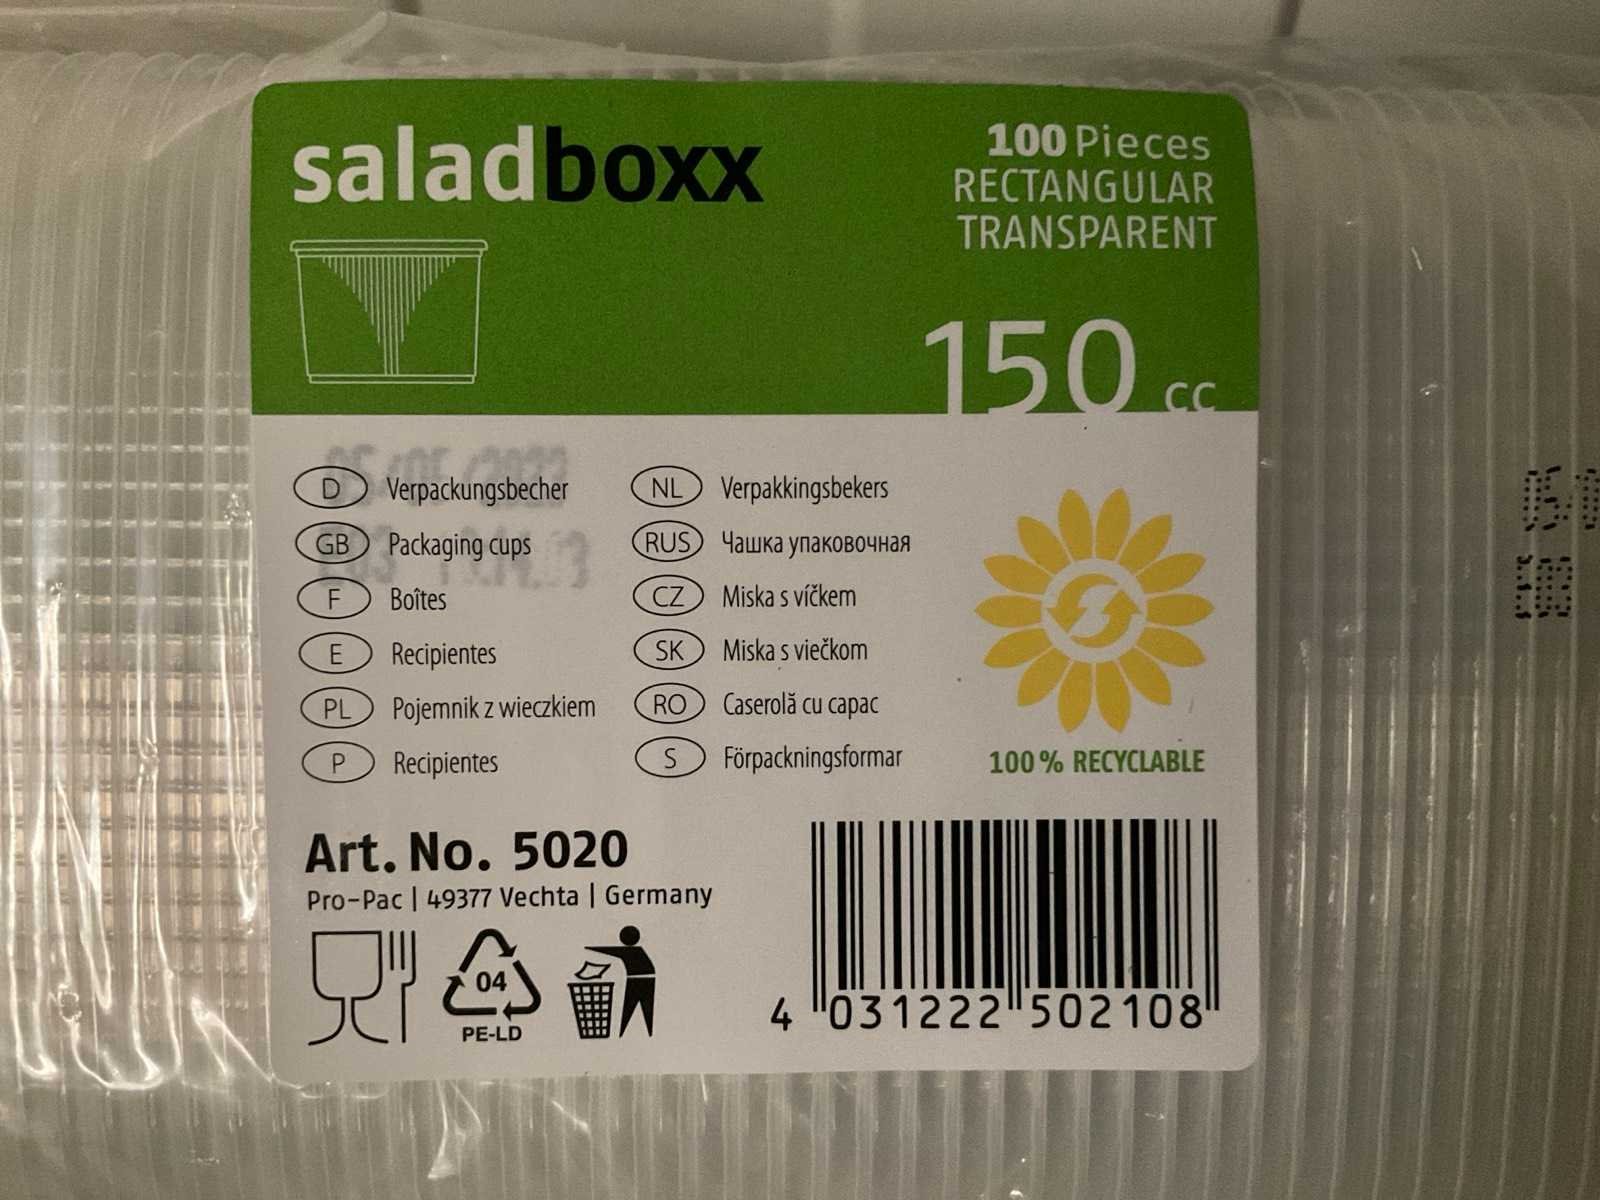 saladboxx
100 Pieces
RECTANGULAR
TRANSPARENT
150 cc
D Verpackungsbecher
GB Packaging cups
F Boîtes
E Recipientes
PL Pojemnik z wieczkiem
P Recipientes
NL Verpakkingsbekers
RUS Чашка упаковочная
CZ Miska s víčkem
SK Miska s viečkom
RO Caserolă cu capac
S Förpackningsformar
100% RECYCLABLE
Art. No. 5020
Pro-Pac | 49377 Vechta | Germany
04
PE-LD
4 031222 502108